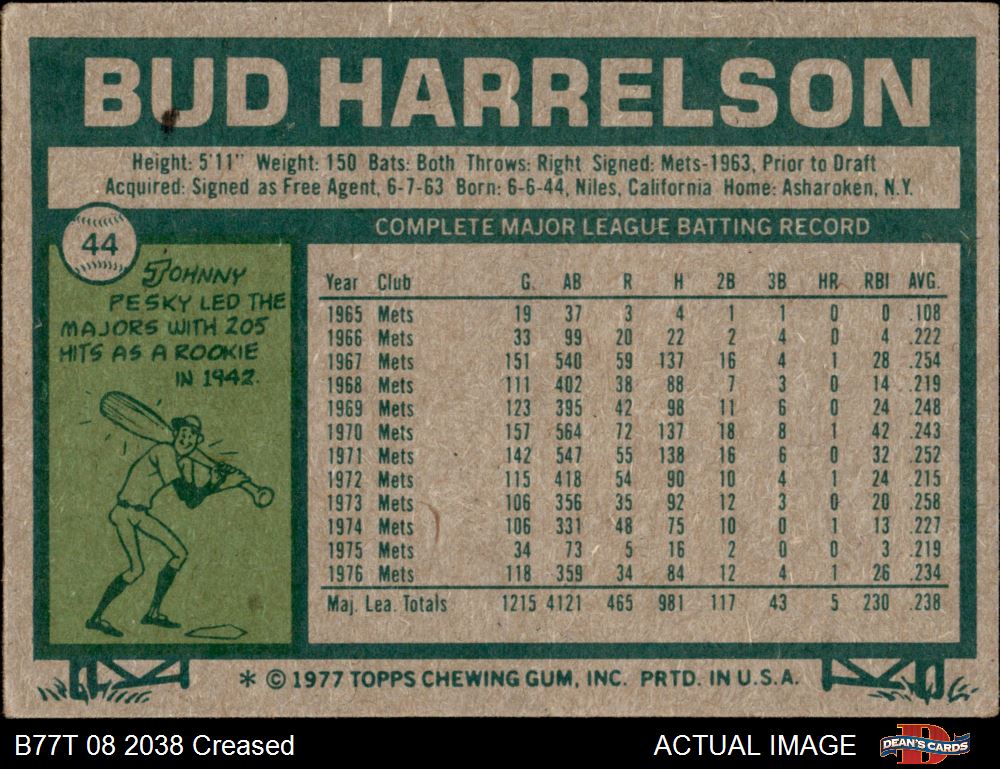 BUD HARRELSON
Height: 5'11" Weight: 150 Bats: Both Throws: Right Signed: Mets-1963, Prior to Draft
Acquired: Signed as Free Agent, 6-7-63 Born: 6-6-44, Niles, California Home: Asharoken, N.Y.
44
COMPLETE MAJOR LEAGUE BATTING RECORD
JOHNNY
PESKY LED THE
MAJORS WITH 205
HITS AS A ROOKIE
IN 1942.
Year Club G. AB R H 2B 3B HR RBI AVG.
1965 Mets 19 37 3 4 1 1 0 0 .108
1966 Mets 33 99 20 22 2 4 0 4 .222
1967 Mets 151 540 59 137 16 4 1 28 .254
1968 Mets 111 402 38 88 7 3 0 14 .219
1969 Mets 123 395 42 98 11 6 0 24 .248
1970 Mets 157 564 72 137 18 8 1 42 .243
1971 Mets 142 547 55 138 16 6 0 32 .252
1972 Mets 115 418 54 90 10 4 1 24 .215
1973 Mets 106 356 35 92 12 3 0 20 .258
1974 Mets 106 331 48 75 10 0 1 13 .227
1975 Mets 34 73 5 16 2 0 0 3 .219
1976 Mets 118 359 34 84 12 4 1 26 .234
Maj. Lea. Totals 1215 4121 465 981 117 43 5 230 .238
* © 1977 TOPPS CHEWING GUM, INC. PRTD. IN U.S.A.
B77T 08 2038 Creased ACTUAL IMAGE DEAN'S CARDS